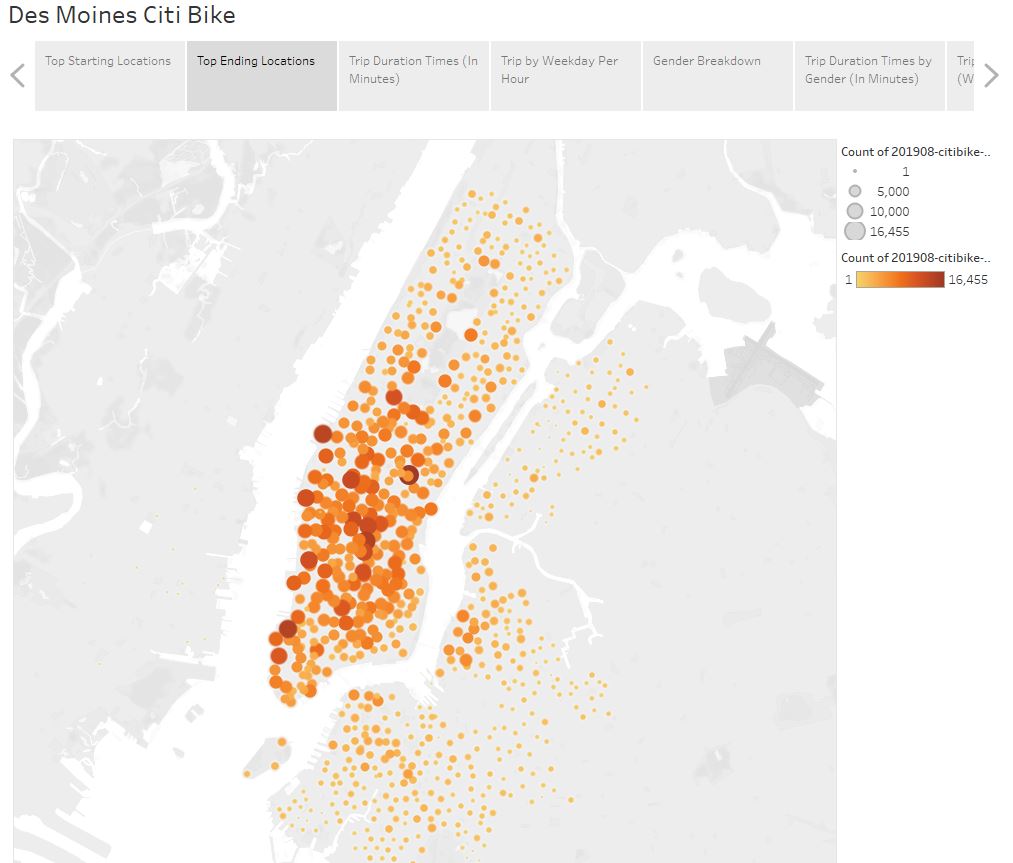 Des Moines Citi Bike
Top Starting Locations
Top Ending Locations
Trip Duration Times (In
Minutes)
Trip by Weekday Per
Hour
Gender Breakdown
Trip Duration Times by
Gender (In Minutes)
Trip
(W
Count of 201908-citibike-..
1
5,000
10,000
16,455
Count of 201908-citibike-..
1 16,455